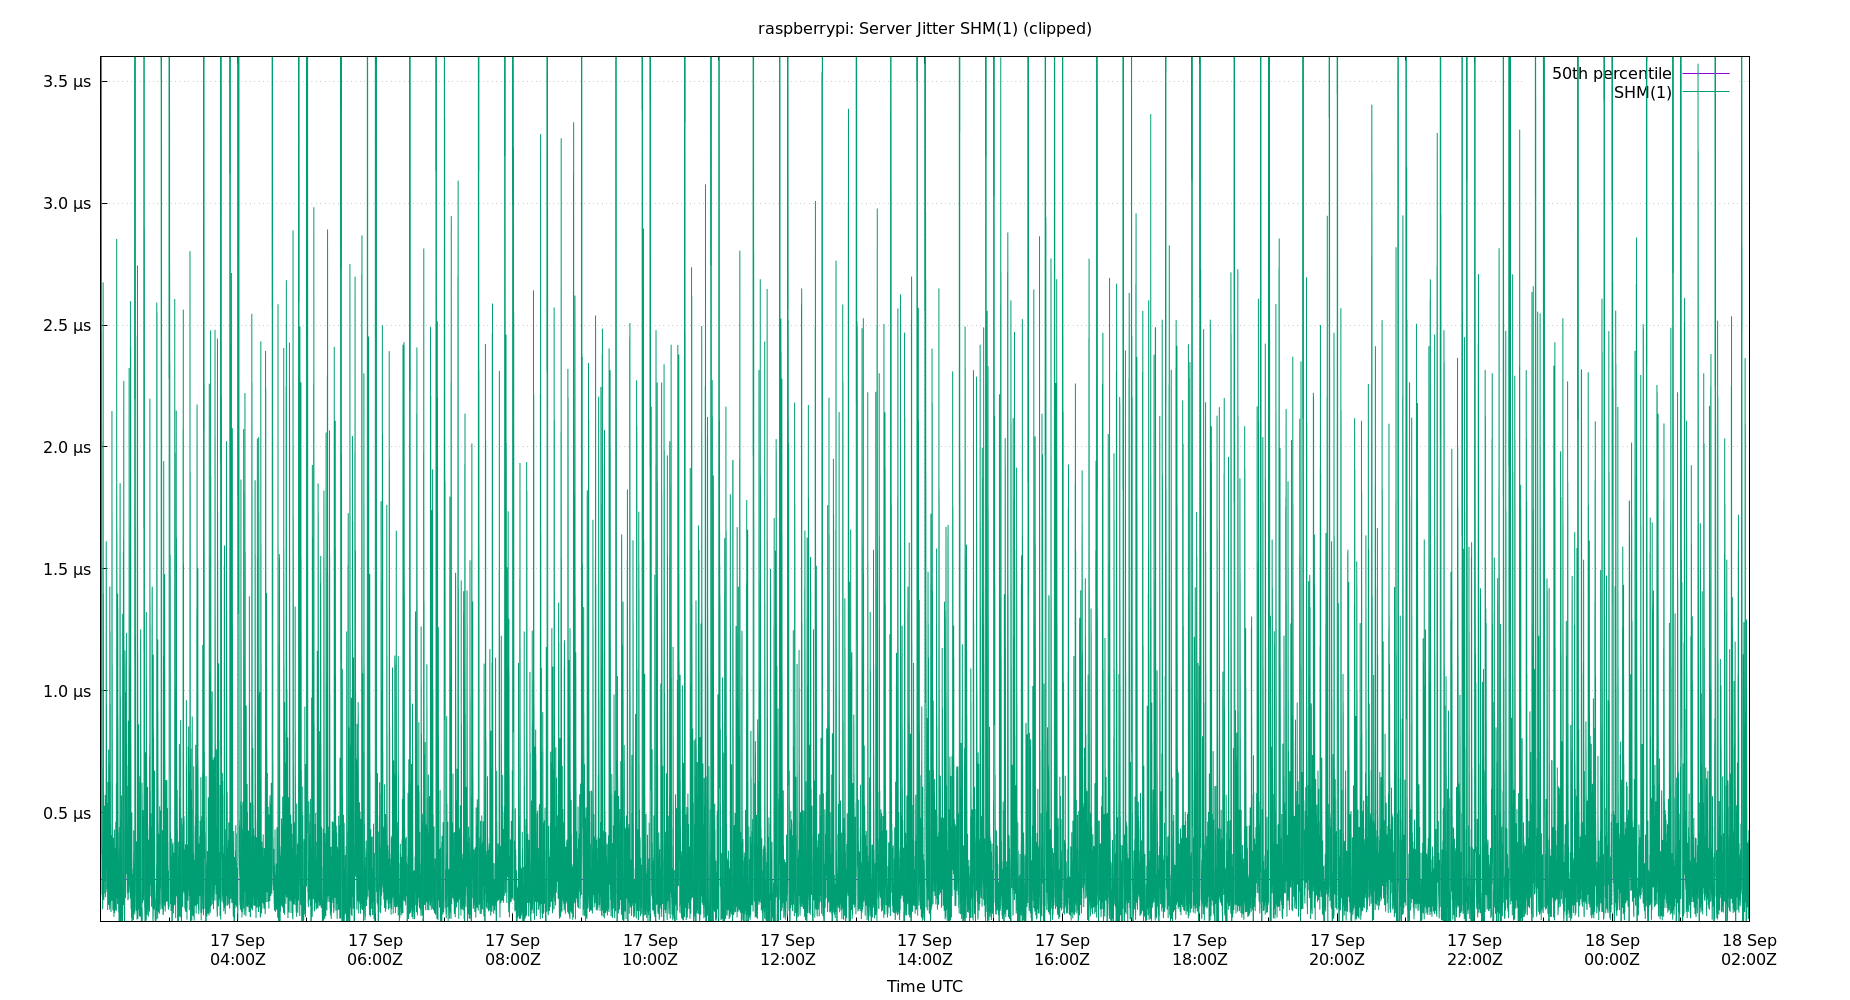 raspberrypi: Server Jitter SHM(1) (clipped)
50th percentile
SHM(1)
3.5 µs
3.0 µs
2.5 µs
2.0 µs
1.5 µs
1.0 µs
0.5 µs
17 Sep 17 Sep 17 Sep 17 Sep 17 Sep 17 Sep 17 Sep 17 Sep 17 Sep 17 Sep 18 Sep 18 Sep
04:00Z 06:00Z 08:00Z 10:00Z 12:00Z 14:00Z 16:00Z 18:00Z 20:00Z 22:00Z 00:00Z 02:00Z
Time UTC